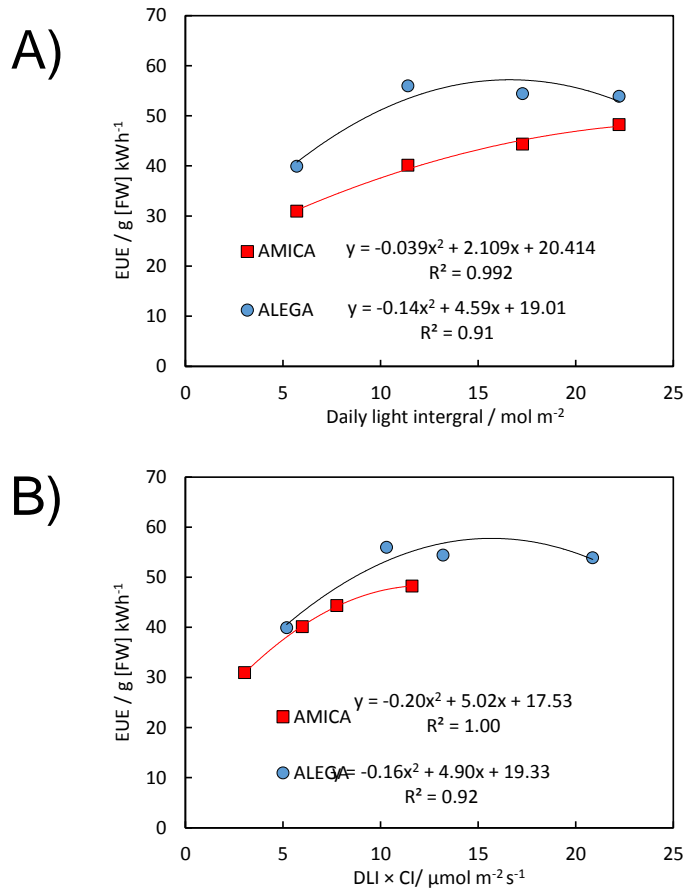 A)
70
60
50
40
30
20
10
0
EUE / g [FW] kWh⁻¹
AMICA y = -0.039x² + 2.109x + 20.414
R² = 0.992
ALEGA y = -0.14x² + 4.59x + 19.01
R² = 0.91
0 5 10 15 20 25
Daily light intergral / mol m⁻²
B)
70
60
50
40
30
20
10
0
EUE / g [FW] kWh⁻¹
y = -0.20x² + 5.02x + 17.53
AMICA
R² = 1.00
ALEGA y = -0.16x² + 4.90x + 19.33
R² = 0.92
0 5 10 15 20 25
DLI × CI/ µmol m⁻² s⁻¹